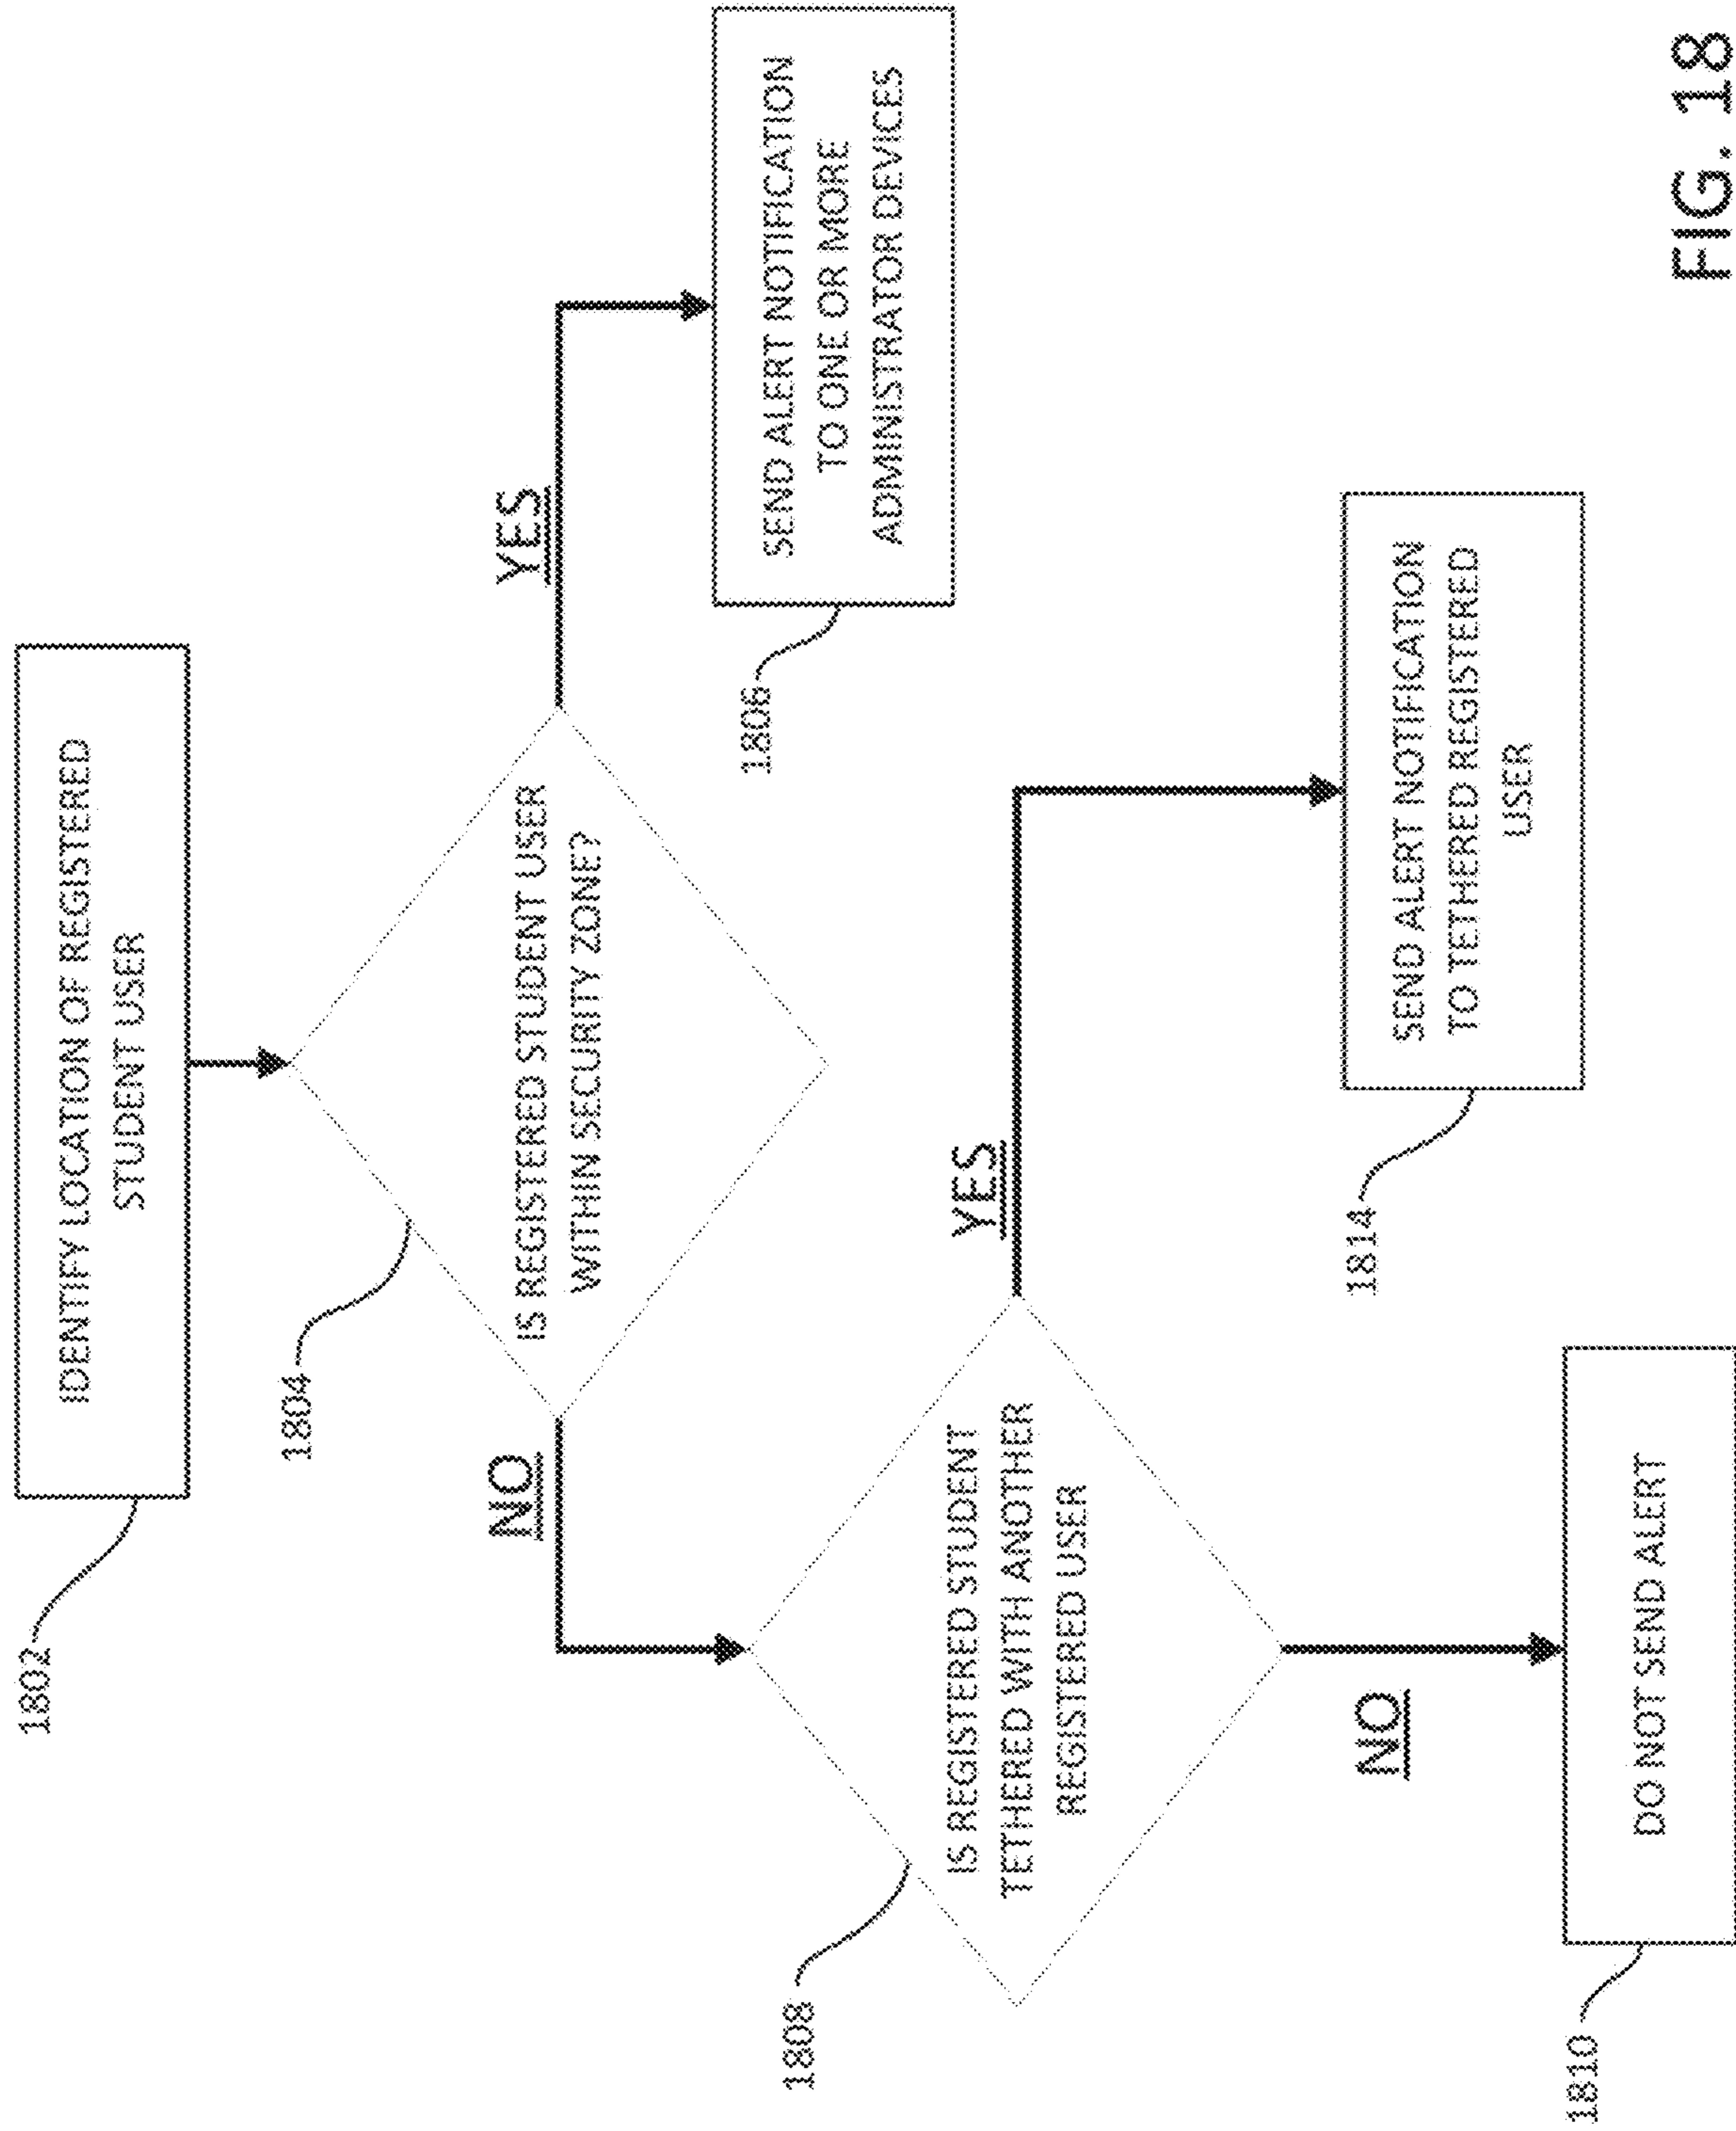 1802
IDENTIFY LOCATION OF REGISTERED
STUDENT USER
1804
IS REGISTERED STUDENT USER
WITHIN SECURITY ZONE?
NO
YES
1806
SEND ALERT NOTIFICATION
TO ONE OR MORE
ADMINISTRATOR DEVICES
1808
IS REGISTERED STUDENT
TETHERED WITH ANOTHER
REGISTERED USER
YES
1814
SEND ALERT NOTIFICATION
TO TETHERED REGISTERED
USER
NO
1810
DO NOT SEND ALERT
FIG. 18